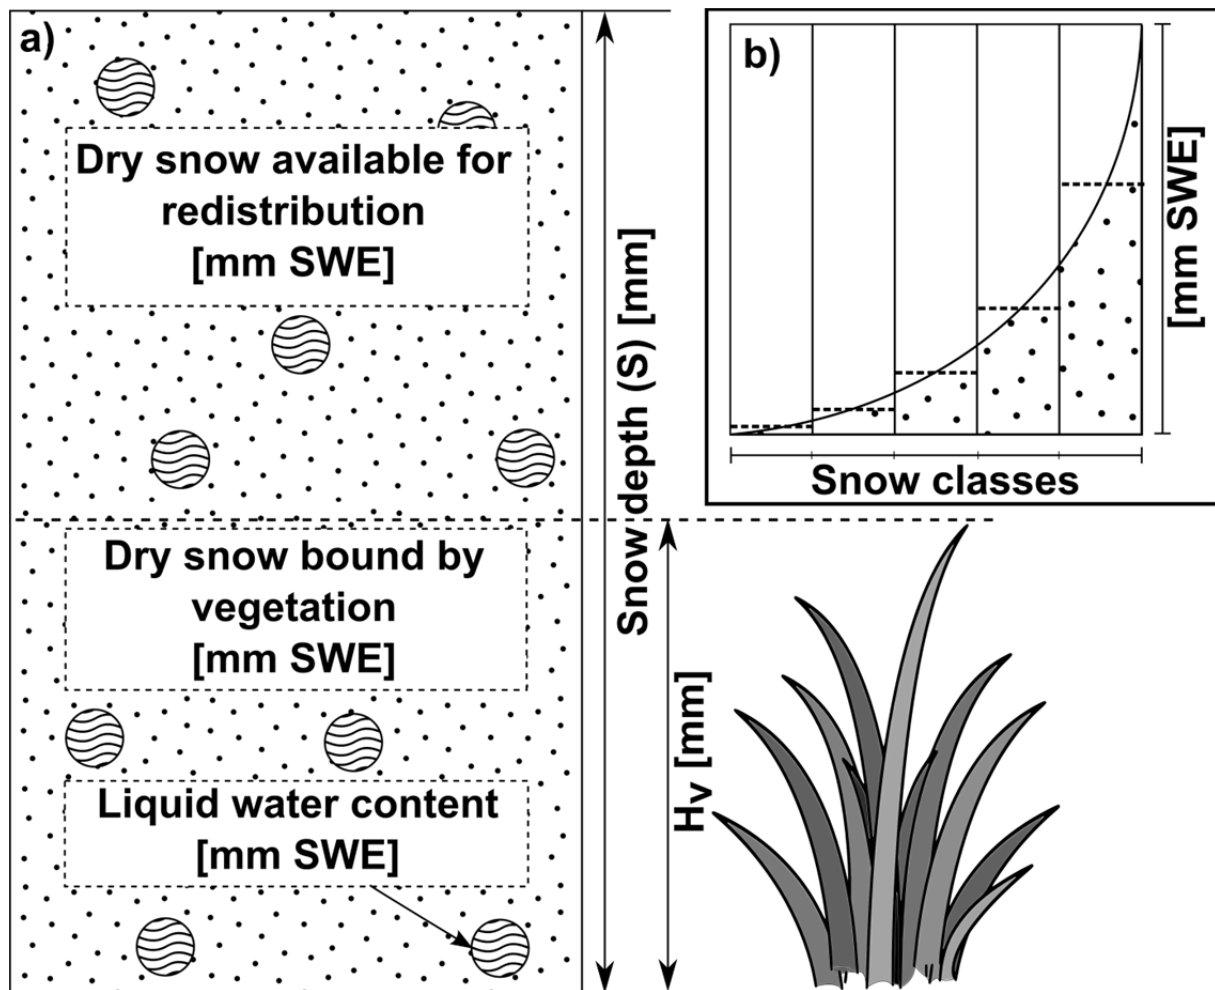 a)
Dry snow available for
redistribution
[mm SWE]
Dry snow bound by
vegetation
[mm SWE]
Liquid water content
[mm SWE]
Snow depth (S) [mm]
Hv [mm]
b)
[mm SWE]
Snow classes